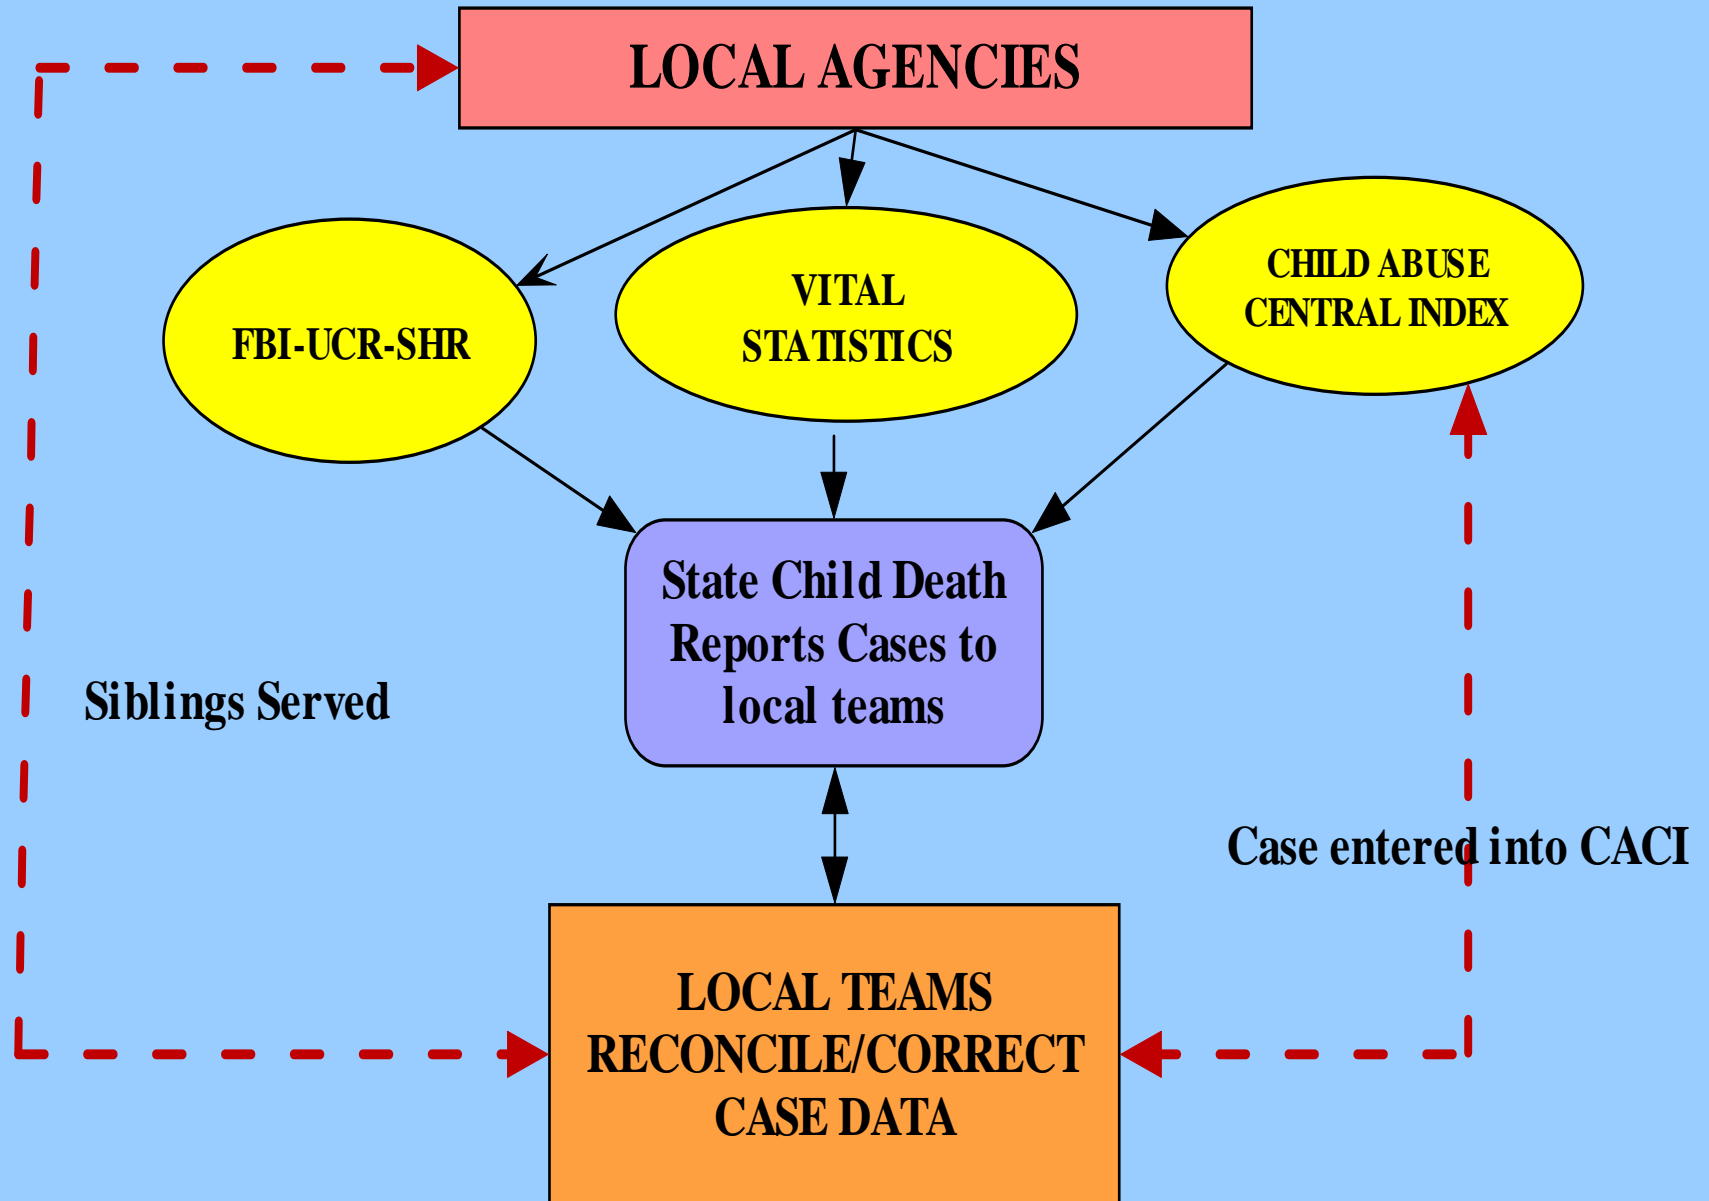 LOCAL AGENCIES
FBI-UCR-SHR
VITAL
STATISTICS
CHILD ABUSE
CENTRAL INDEX
State Child Death
Reports Cases to
local teams
Siblings Served
Case entered into CACI
LOCAL TEAMS
RECONCILE/CORRECT
CASE DATA